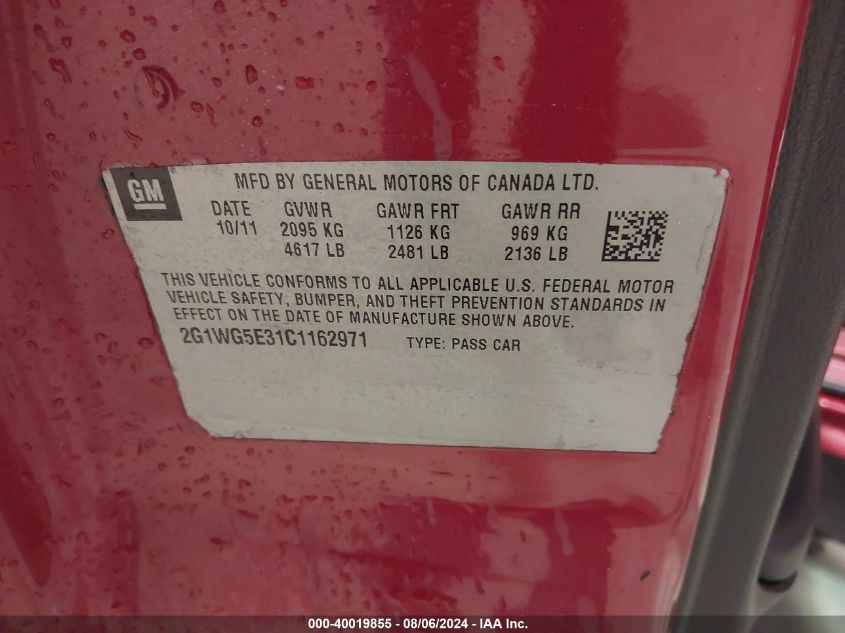 GM
MFD BY GENERAL MOTORS OF CANADA LTD.
DATE GVWR GAWR FRT GAWR RR
10/11 2095 KG 1126 KG 969 KG
4617 LB 2481 LB 2136 LB
THIS VEHICLE CONFORMS TO ALL APPLICABLE U.S. FEDERAL MOTOR
VEHICLE SAFETY, BUMPER, AND THEFT PREVENTION STANDARDS IN
EFFECT ON THE DATE OF MANUFACTURE SHOWN ABOVE.
2G1WG5E31C1162971 TYPE: PASS CAR
000-40019855 - 08/06/2024 - IAA Inc.